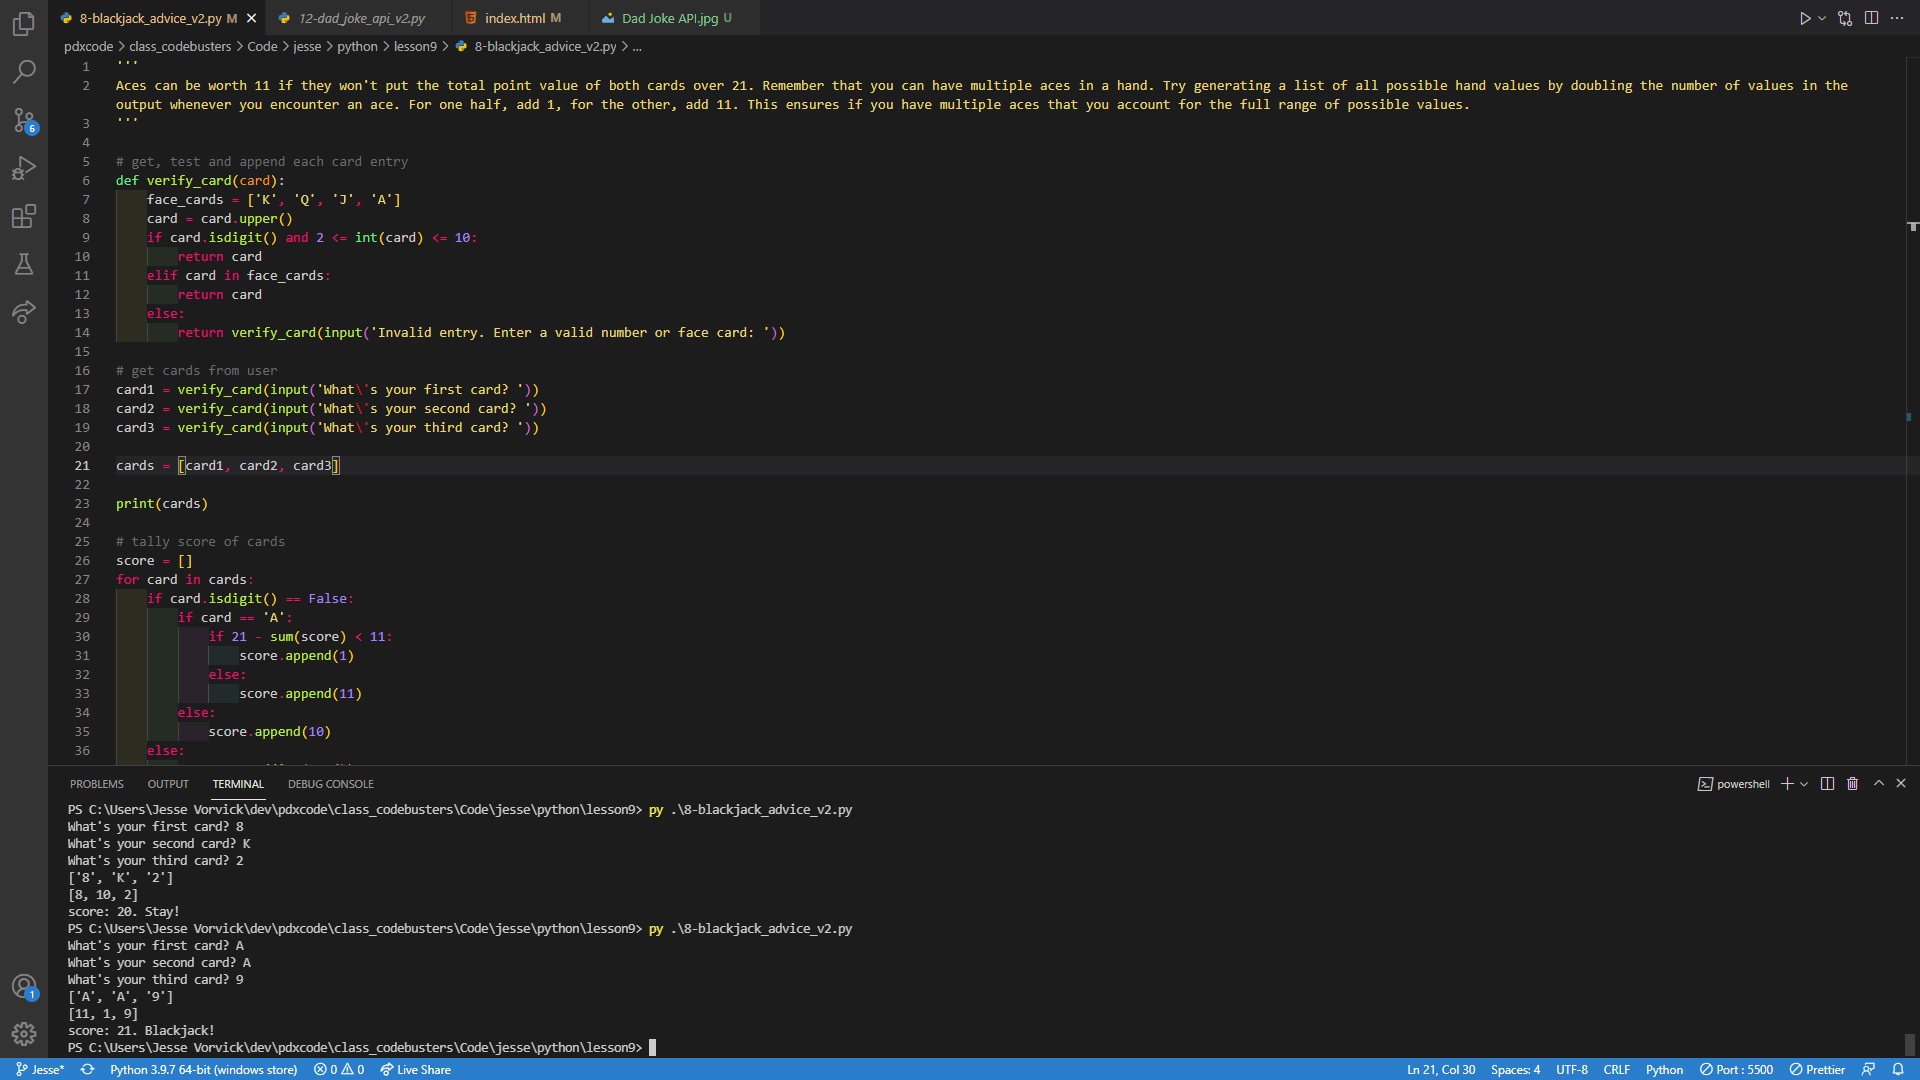 8-blackjack_advice_v2.py M
12-dad_joke_api_v2.py
index.html M
Dad Joke API.jpg U
pdxcode > class_codebusters > Code > jesse > python > lesson9 > 8-blackjack_advice_v2.py > ...
1 '''
2 Aces can be worth 11 if they won't put the total point value of both cards over 21. Remember that you can have multiple aces in a hand. Try generating a list of all possible hand values by doubling the number of values in the
output whenever you encounter an ace. For one half, add 1, for the other, add 11. This ensures if you have multiple aces that you account for the full range of possible values.
3 '''
4
5 # get, test and append each card entry
6 def verify_card(card):
7     face_cards = ['K', 'Q', 'J', 'A']
8     card = card.upper()
9     if card.isdigit() and 2 <= int(card) <= 10:
10         return card
11     elif card in face_cards:
12         return card
13     else:
14         return verify_card(input('Invalid entry. Enter a valid number or face card: '))
15
16 # get cards from user
17 card1 = verify_card(input('What\'s your first card? '))
18 card2 = verify_card(input('What\'s your second card? '))
19 card3 = verify_card(input('What\'s your third card? '))
20
21 cards = [card1, card2, card3]
22
23 print(cards)
24
25 # tally score of cards
26 score = []
27 for card in cards:
28     if card.isdigit() == False:
29         if card == 'A':
30             if 21 - sum(score) < 11:
31                 score.append(1)
32             else:
33                 score.append(11)
34         else:
35             score.append(10)
36     else:
6
PROBLEMS OUTPUT TERMINAL DEBUG CONSOLE
powershell
PS C:\Users\Jesse Vorvick\dev\pdxcode\class_codebusters\Code\jesse\python\lesson9> py .\8-blackjack_advice_v2.py
What's your first card? 8
What's your second card? K
What's your third card? 2
['8', 'K', '2']
[8, 10, 2]
score: 20. Stay!
PS C:\Users\Jesse Vorvick\dev\pdxcode\class_codebusters\Code\jesse\python\lesson9> py .\8-blackjack_advice_v2.py
What's your first card? A
What's your second card? A
What's your third card? 9
['A', 'A', '9']
[11, 1, 9]
score: 21. Blackjack!
PS C:\Users\Jesse Vorvick\dev\pdxcode\class_codebusters\Code\jesse\python\lesson9>
1
Jesse* Python 3.9.7 64-bit (windows store) 0 0 Live Share Ln 21, Col 30 Spaces: 4 UTF-8 CRLF Python Port : 5500 Prettier